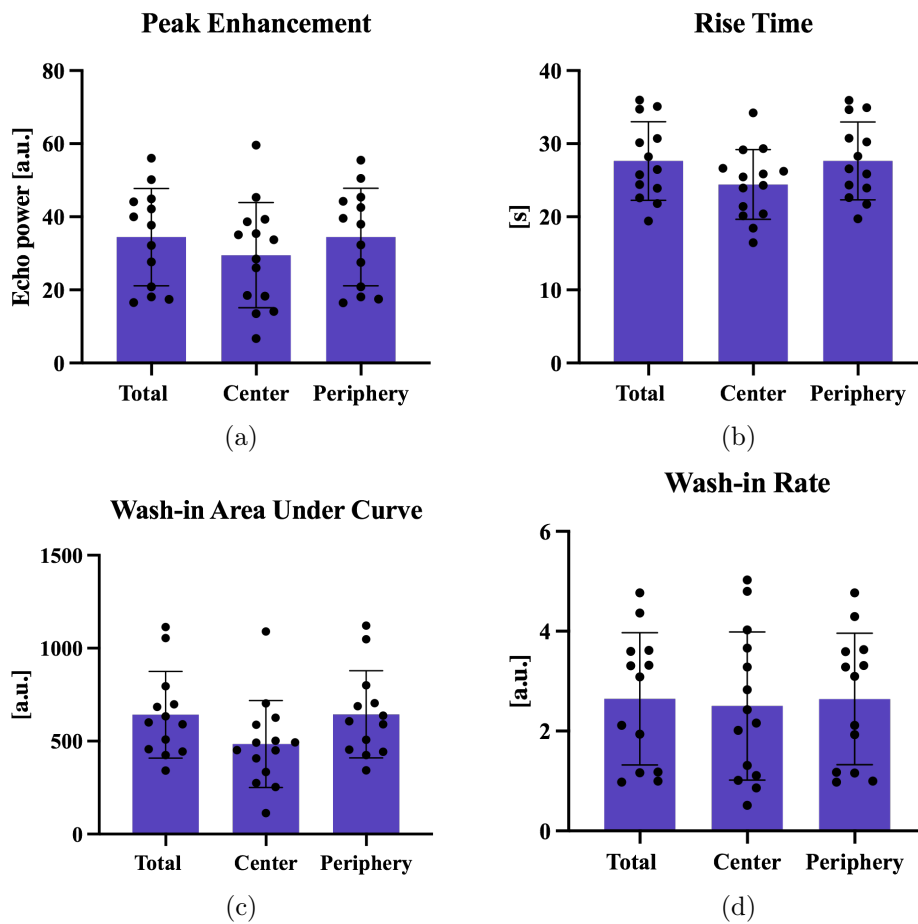 Peak Enhancement
Echo power [a.u.]
80
60
40
20
0
Total Center Periphery
(a)
Rise Time
[s]
40
30
20
10
0
Total Center Periphery
(b)
Wash-in Area Under Curve
[a.u.]
1500
1000
500
0
Total Center Periphery
(c)
Wash-in Rate
[a.u.]
6
4
2
0
Total Center Periphery
(d)